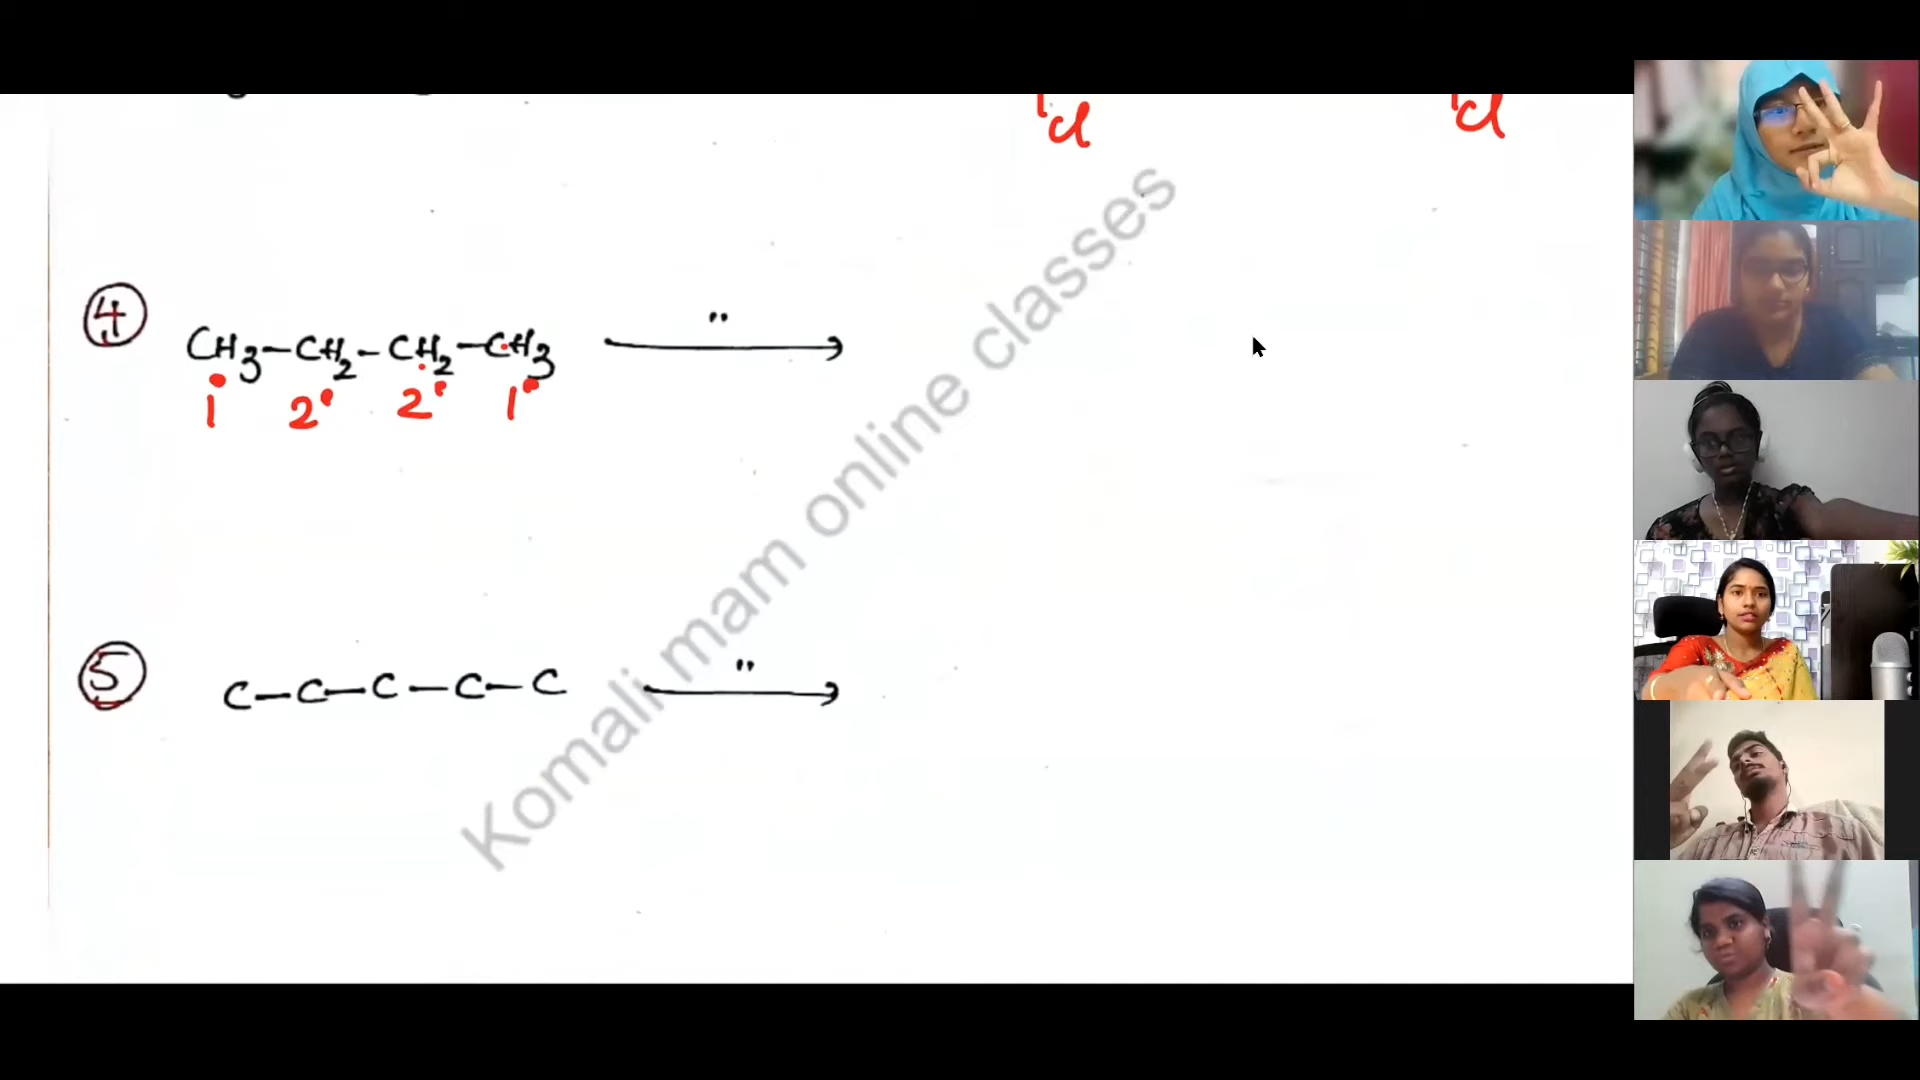 Cl Cl
④ CH₃-CH₂-CH₂-CH₃ ⟶ "
1° 2° 2° 1°
⑤ C-C-C-C-C ⟶ "
Komali mam online classes